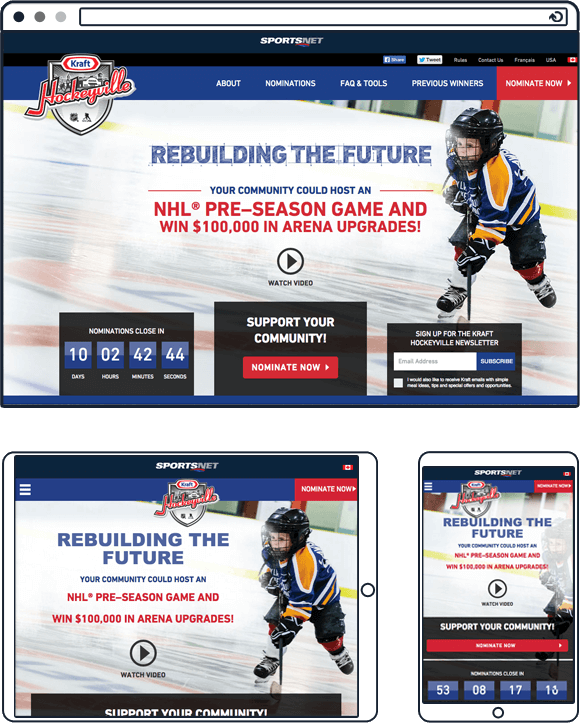 SPORTSNET
Share Tweet Rules Contact Us Français USA
Kraft
Hockeyville
ABOUT NOMINATIONS FAQ & TOOLS PREVIOUS WINNERS NOMINATE NOW
REBUILDING THE FUTURE
YOUR COMMUNITY COULD HOST AN
NHL® PRE–SEASON GAME AND
WIN $100,000 IN ARENA UPGRADES!
WATCH VIDEO
NOMINATIONS CLOSE IN
10 02 42 44
DAYS HOURS MINUTES SECONDS
SUPPORT YOUR
COMMUNITY!
NOMINATE NOW
SIGN UP FOR THE KRAFT
HOCKEYVILLE NEWSLETTER
Email Address SUBSCRIBE
I would also like to receive Kraft emails with simple
meal ideas, tips and special offers and opportunities.
SPORTSNET
NOMINATE NOW
Kraft
Hockeyville
REBUILDING THE
FUTURE
YOUR COMMUNITY COULD HOST AN
NHL® PRE–SEASON GAME AND
WIN $100,000 IN ARENA UPGRADES!
WATCH VIDEO
SUPPORT YOUR COMMUNITY!
SPORTSNET
NOMINATE NOW
Kraft
Hockeyville
REBUILDING THE
FUTURE
YOUR COMMUNITY COULD HOST AN
NHL® PRE–SEASON GAME AND
WIN $100,000 IN ARENA UPGRADES!
WATCH VIDEO
SUPPORT YOUR COMMUNITY!
NOMINATE NOW
NOMINATIONS CLOSE IN
53 08 17